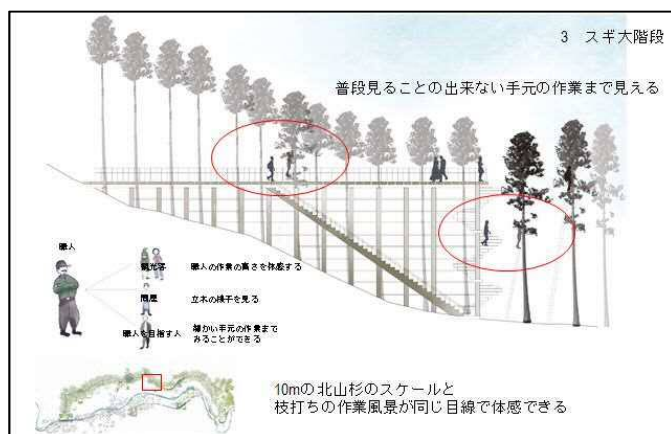 3 スギ大階段
普段見ることの出来ない手元の作業まで見える
職人
観光客 職人の作業の高さを体感する
問屋 立木の様子を見る
職人を目指す人 細かい手元の作業まで
みることができる
10mの北山杉のスケールと
枝打ちの作業風景が同じ目線で体感できる